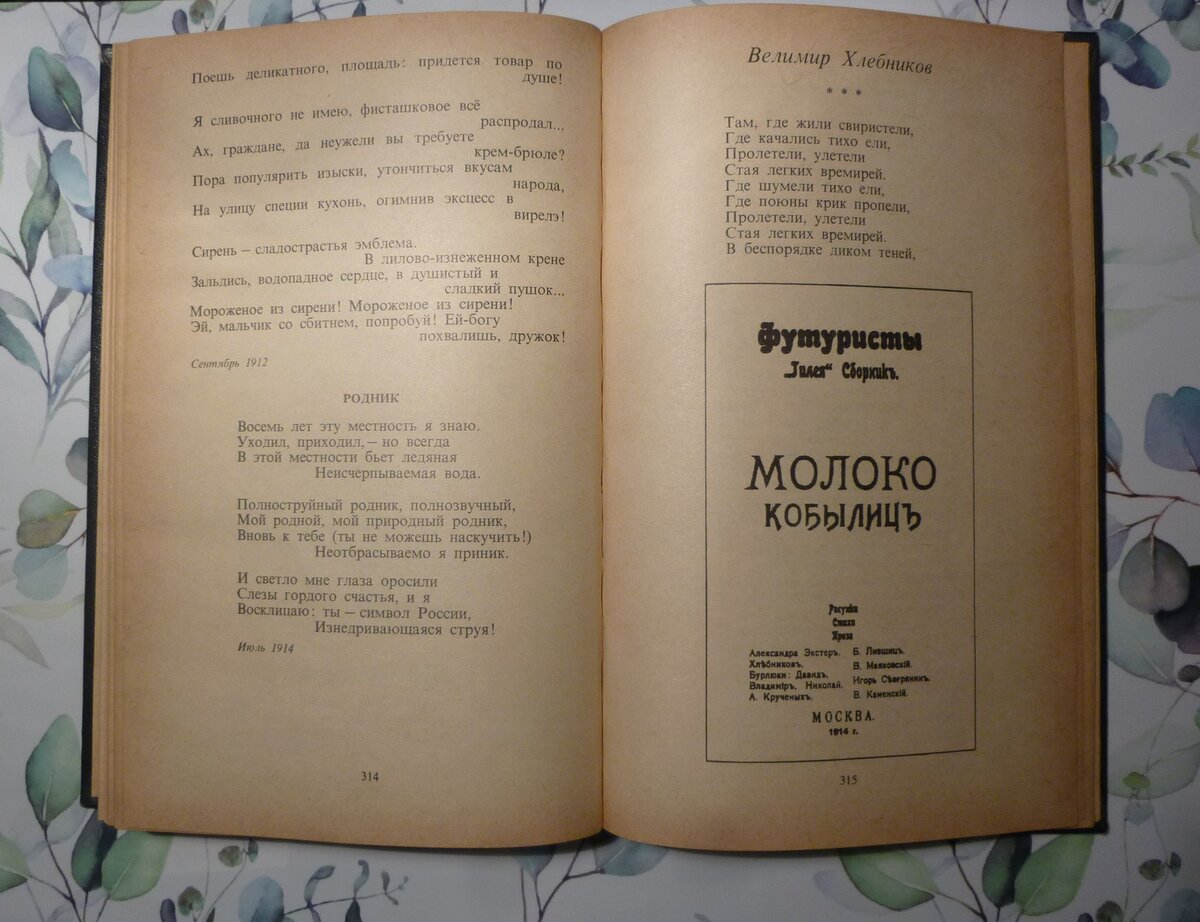 Поешь деликатного, площадь: придется товар по
душе!
Я сливочного не имею, фисташковое всё
распродал...
Ах, граждане, да неужели вы требуете
крем-брюле?
Пора популярить изыски, утончиться вкусам
народа,
На улицу специи кухонь, огимнив эксцесс в
вирелэ!
Сирень — сладострастья эмблема.
В лилово-изнеженном крене
Зальдись, водопадное сердце, в душистый и
сладкий пушок...
Мороженое из сирени! Мороженое из сирени!
Эй, мальчик со сбитнем, попробуй! Ей-богу
похвалишь, дружок!
Сентябрь 1912
РОДНИК
Восемь лет эту местность я знаю.
Уходил, приходил, — но всегда
В этой местности бьет ледяная
Неисчерпываемая вода.
Полноструйный родник, полнозвучный,
Мой родной, мой природный родник,
Вновь к тебе (ты не можешь наскучить!)
Неотбрасываемо я приник.
И светло мне глаза оросили
Слезы гордого счастья, и я
Восклицаю: ты — символ России,
Изнедривающаяся струя!
Июль 1914
314
Велимир Хлебников
* * *
Там, где жили свиристели,
Где качались тихо ели,
Пролетели, улетели
Стая легких времирей.
Где шумели тихо ели,
Где поюны крик пропели,
Пролетели, улетели
Стая легких времирей.
В беспорядке диком теней,
Футуристы
„Гилея“ Сборникъ.
МОЛОКО
КОБЫЛИЦЪ
Рисунки
Стихи
Проза
Александра Экстеръ. Б. Лившицъ.
Хлѣбниковъ. В. Маяковскій.
Бурлюки: Давидъ, Игорь Сѣверянинъ.
Владиміръ, Николай. В. Каменскій.
А. Крученыхъ.
МОСКВА.
1914 г.
315